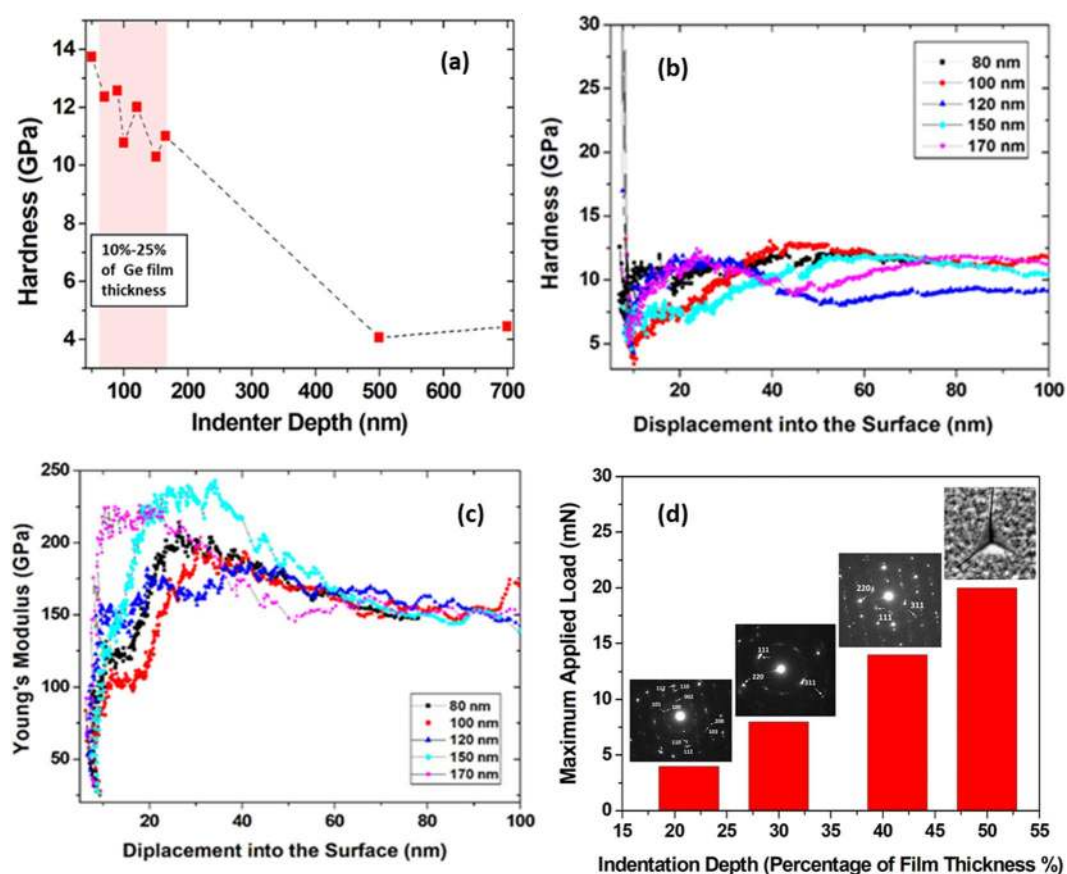 (a)
14
12
10
8
6
4
Hardness (GPa)
10%-25%
of Ge film
thickness
100 200 300 400 500 600 700
Indenter Depth (nm)
(b)
30
25
20
15
10
5
Hardness (GPa)
80 nm
100 nm
120 nm
150 nm
170 nm
20 40 60 80 100
Displacement into the Surface (nm)
(c)
250
200
150
100
50
Young's Modulus (GPa)
80 nm
100 nm
120 nm
150 nm
170 nm
20 40 60 80 100
Diplacement into the Surface (nm)
(d)
30
25
20
15
10
5
0
Maximum Applied Load (mN)
220
111
311
111
220
311
110
002
100
102
15 20 25 30 35 40 45 50 55
Indentation Depth (Percentage of Film Thickness %)